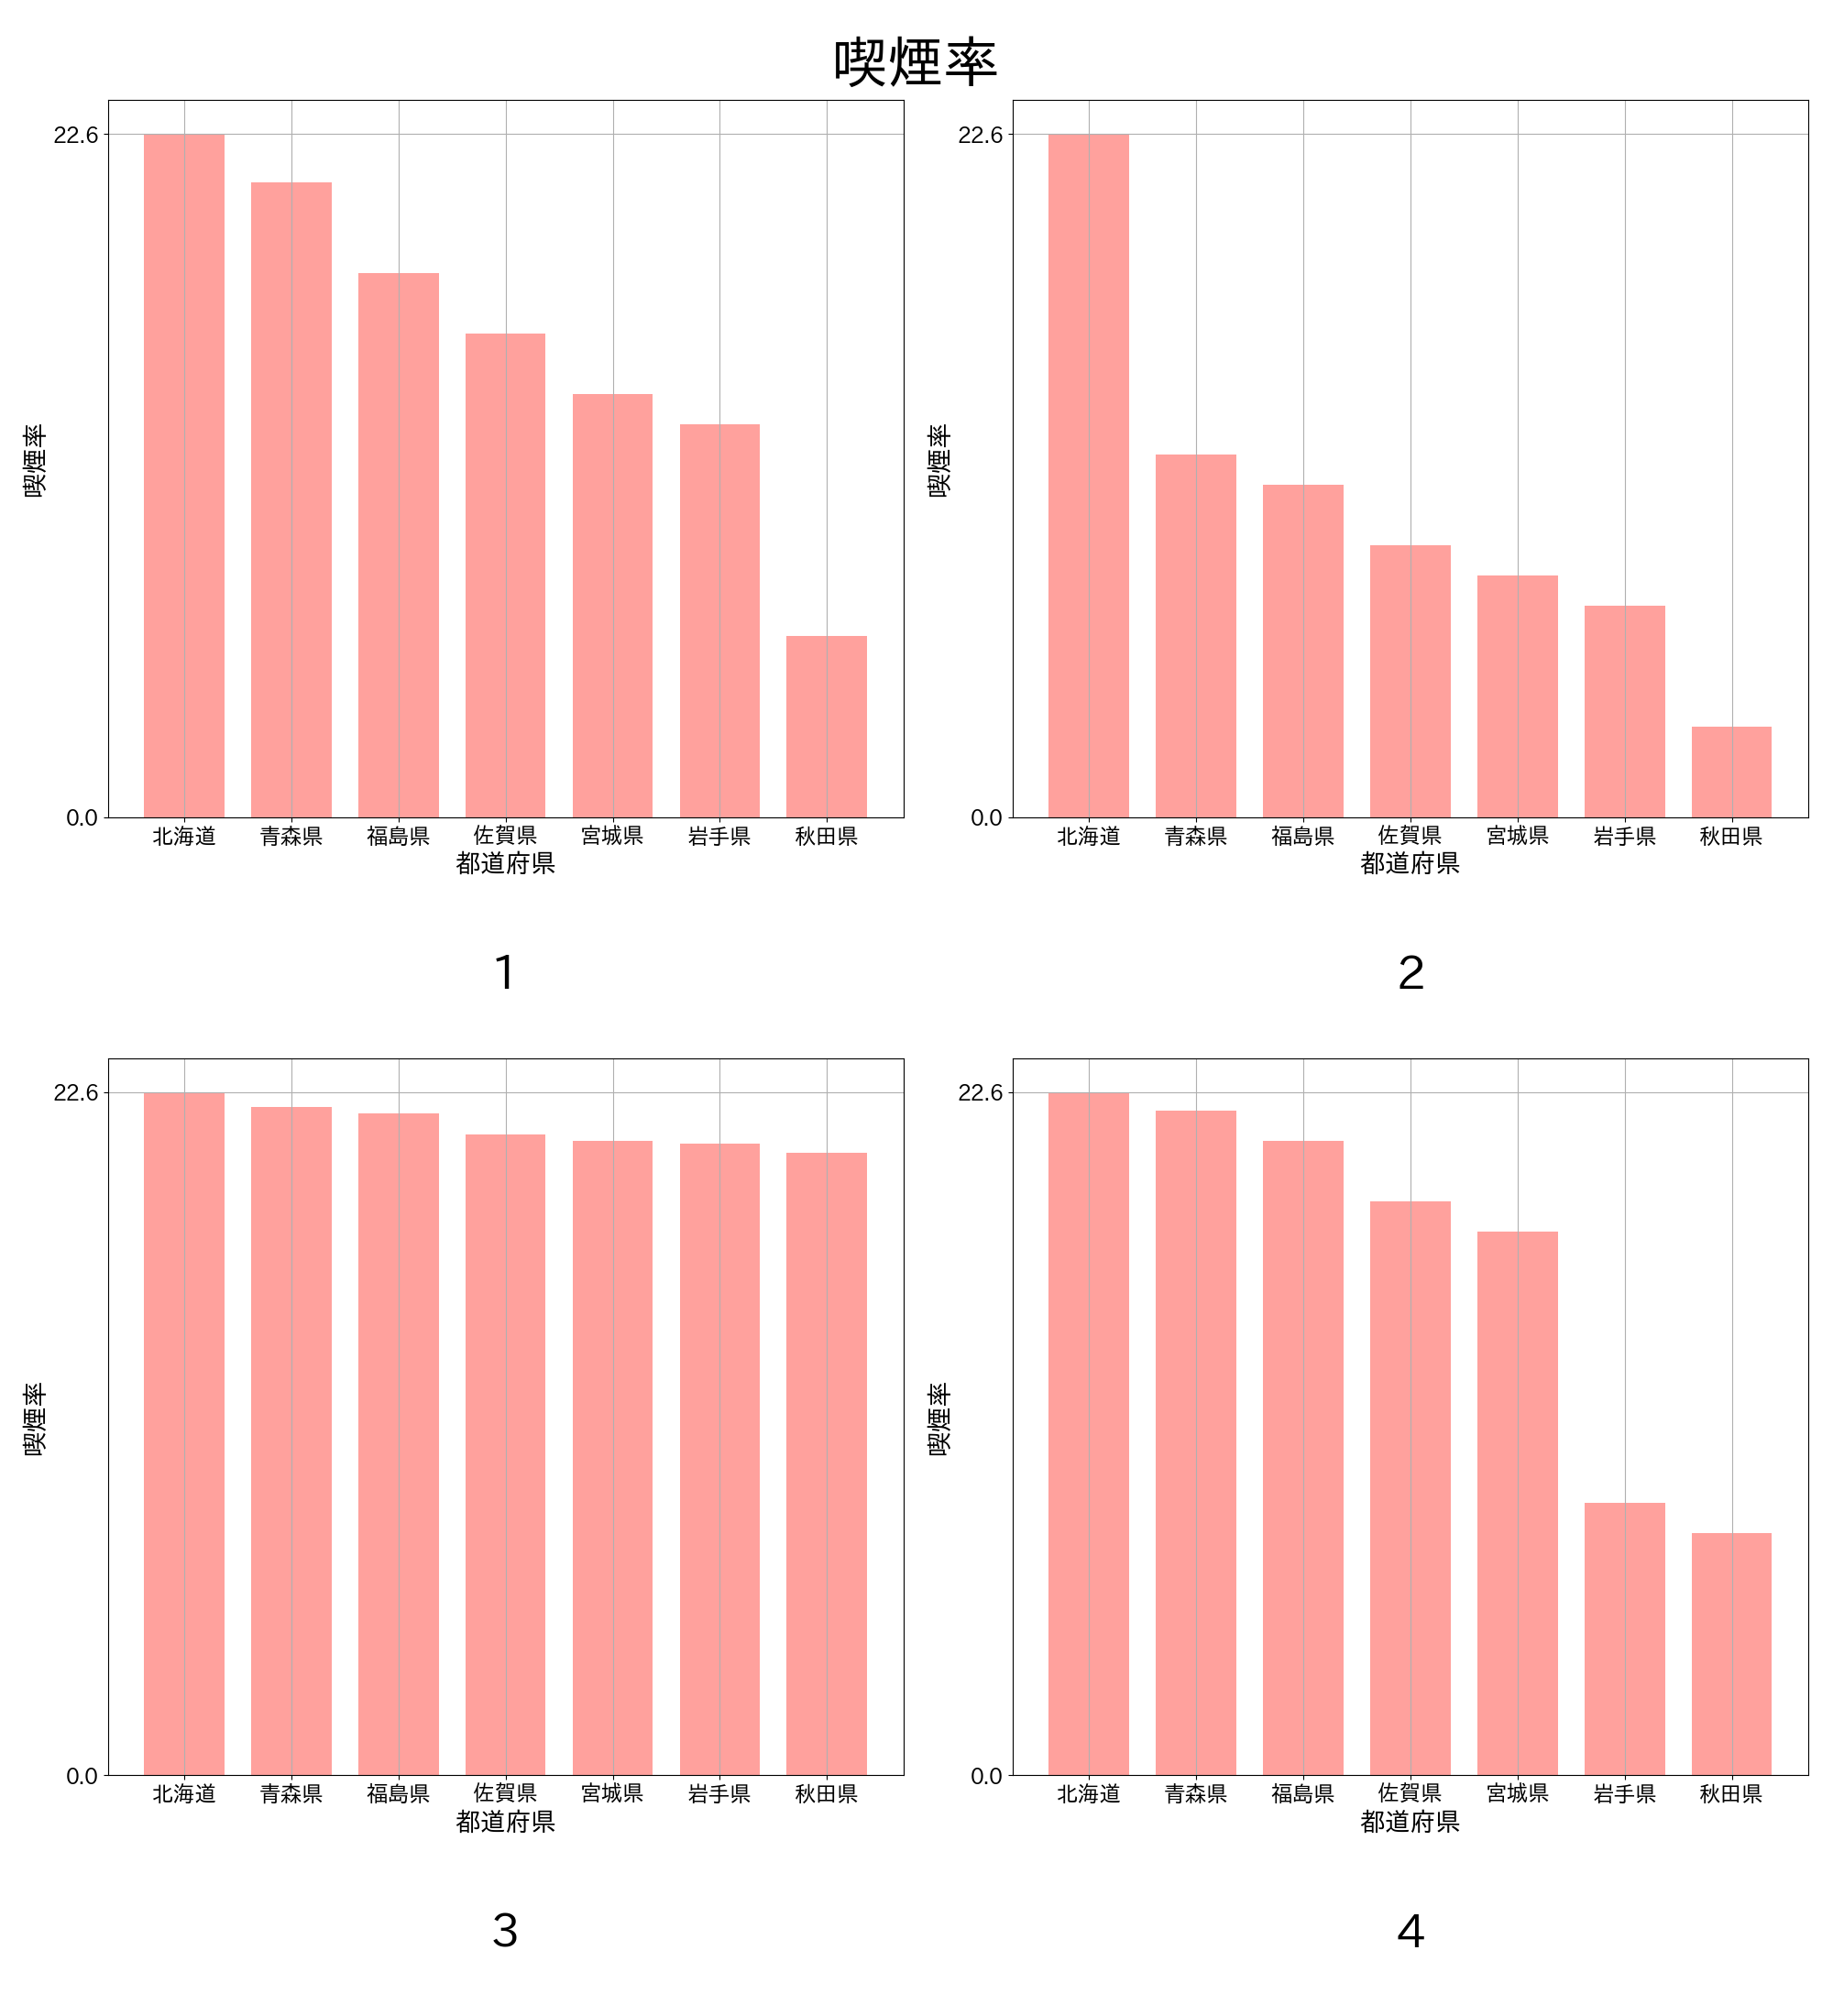 喫煙率
22.6
0.0
喫煙率
北海道 青森県 福島県 佐賀県 宮城県 岩手県 秋田県
都道府県
1
22.6
0.0
喫煙率
北海道 青森県 福島県 佐賀県 宮城県 岩手県 秋田県
都道府県
2
22.6
0.0
喫煙率
北海道 青森県 福島県 佐賀県 宮城県 岩手県 秋田県
都道府県
3
22.6
0.0
喫煙率
北海道 青森県 福島県 佐賀県 宮城県 岩手県 秋田県
都道府県
4